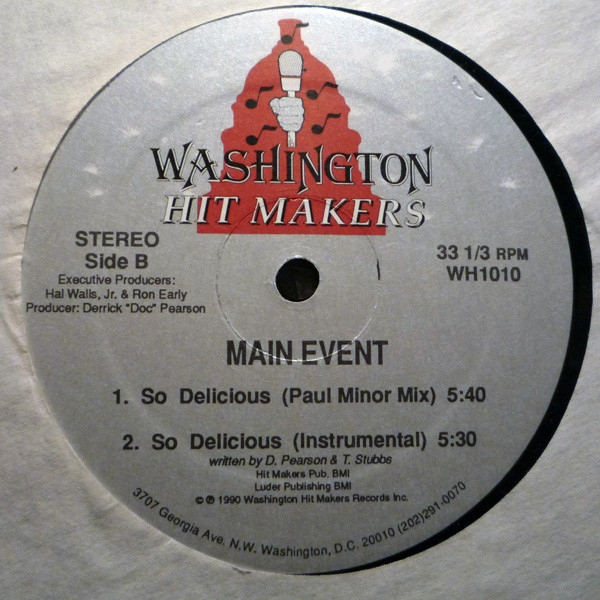 WASHINGTON
HIT MAKERS
STEREO
Side B
Executive Producers:
Hal Walls, Jr. & Ron Early
Producer: Derrick "Doc" Pearson
33 1/3 RPM
WH1010
MAIN EVENT
1. So Delicious (Paul Minor Mix) 5:40
2. So Delicious (Instrumental) 5:30
written by D. Pearson & T. Stubbs
Hit Makers Pub. BMI
Luder Publishing BMI
© ℗ 1990 Washington Hit Makers Records Inc.
3707 Georgia Ave. N.W. Washington, D.C. 20010 (202)291-0070